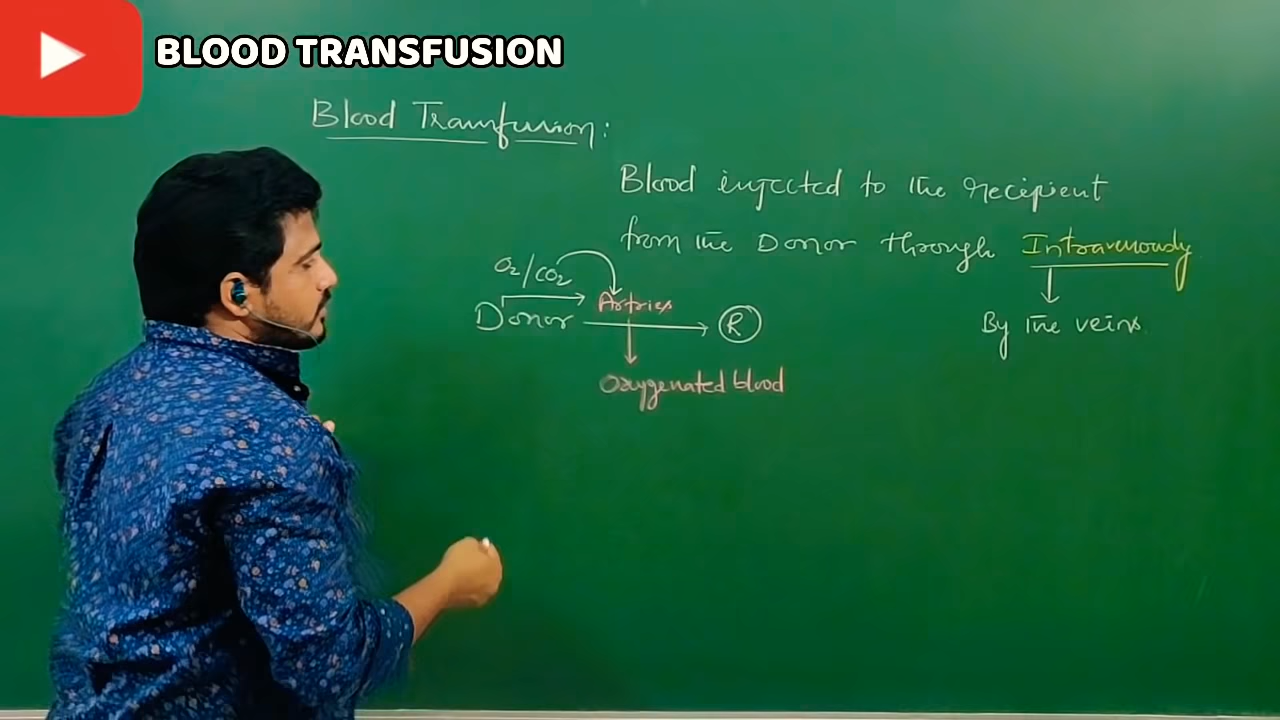 BLOOD TRANSFUSION
Blood Transfusion:
Blood injected to the recipient
from the Donor through Intravenously
By the veins
O2/CO2
Donor
Artries
R
Oxygenated blood